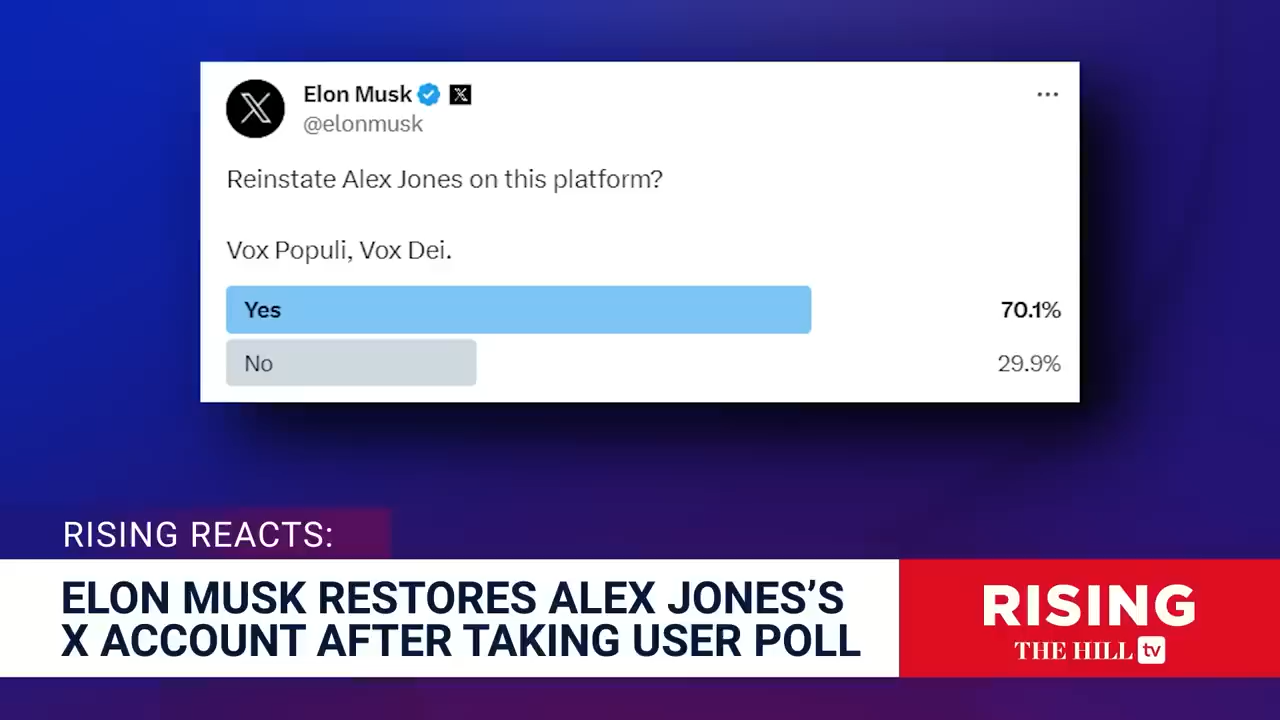 Elon Musk
@elonmusk
Reinstate Alex Jones on this platform?
Vox Populi, Vox Dei.
Yes 70.1%
No 29.9%
RISING REACTS:
ELON MUSK RESTORES ALEX JONES’S
X ACCOUNT AFTER TAKING USER POLL
RISING
THE HILL tv